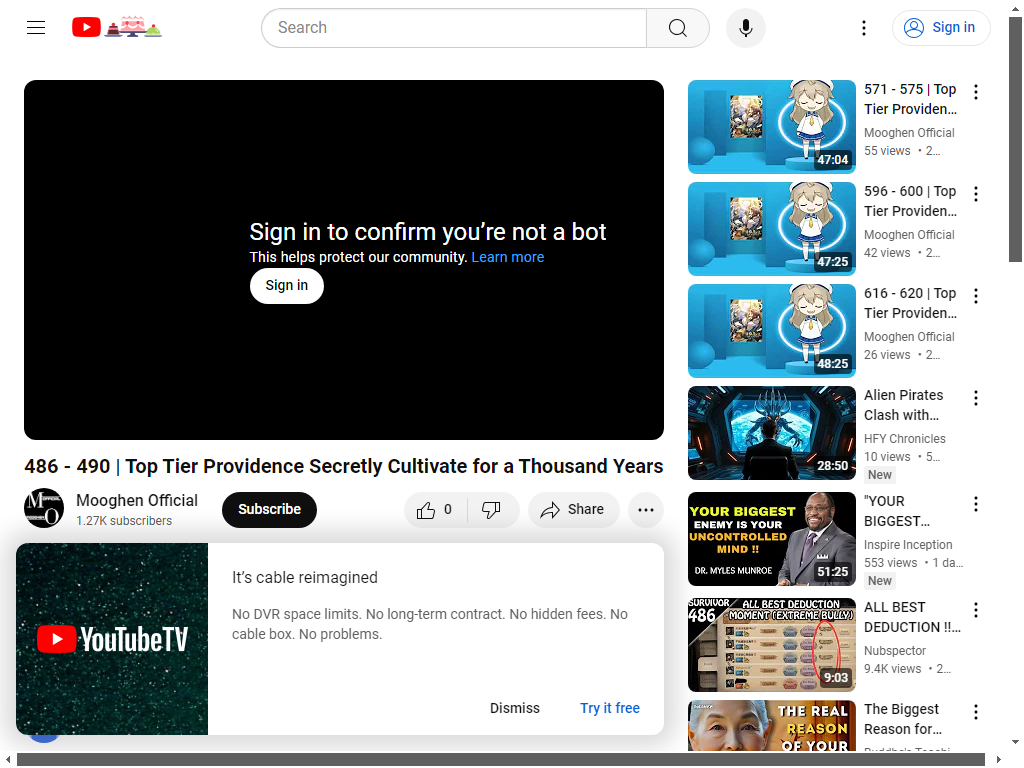 Search
Sign in
Sign in to confirm you’re not a bot
This helps protect our community. Learn more
Sign in
486 - 490 | Top Tier Providence Secretly Cultivate for a Thousand Years
Mooghen Official
1.27K subscribers
Subscribe
0
Share
YouTubeTV
It’s cable reimagined
No DVR space limits. No long-term contract. No hidden fees. No
cable box. No problems.
Dismiss
Try it free
47:04
571 - 575 | Top
Tier Providen...
Mooghen Official
55 views • 2...
47:25
596 - 600 | Top
Tier Providen...
Mooghen Official
42 views • 2...
48:25
616 - 620 | Top
Tier Providen...
Mooghen Official
26 views • 2...
28:50
Alien Pirates
Clash with...
HFY Chronicles
10 views • 5...
New
YOUR BIGGEST
ENEMY IS YOUR
UNCONTROLLED
MIND !!
DR. MYLES MUNROE
51:25
"YOUR
BIGGEST...
Inspire Inception
553 views • 1 da...
New
SURVIVOR
486
ALL BEST DEDUCTION
MOMENT (EXTREME BULLY)
9:03
ALL BEST
DEDUCTION !!...
Nubspector
9.4K views • 2...
THE REAL
REASON
OF YOUR
The Biggest
Reason for...